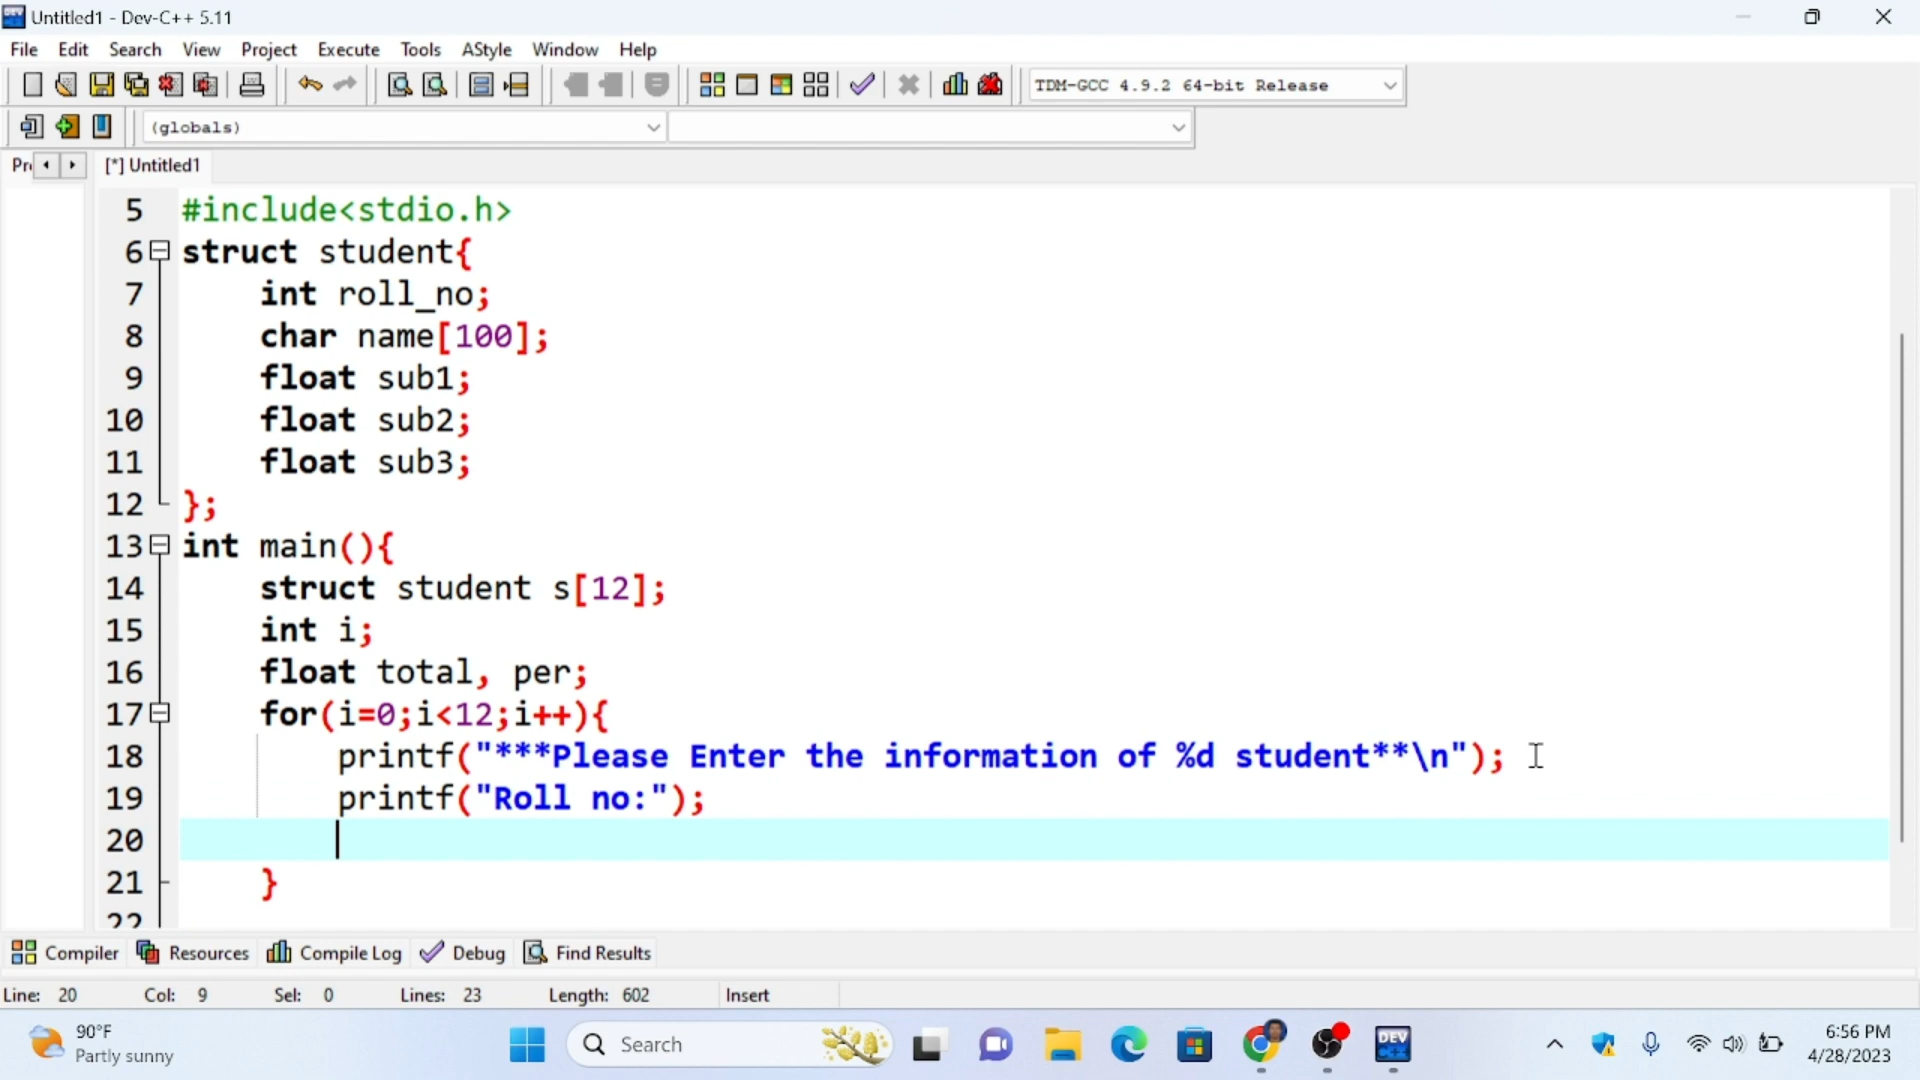 Untitled1 - Dev-C++ 5.11
File Edit Search View Project Execute Tools AStyle Window Help
TDM-GCC 4.9.2 64-bit Release
(globals)
[*] Untitled1
5 #include<stdio.h>
6 struct student{
7 int roll_no;
8 char name[100];
9 float sub1;
10 float sub2;
11 float sub3;
12 };
13 int main(){
14 struct student s[12];
15 int i;
16 float total, per;
17 for(i=0;i<12;i++){
18 printf("***Please Enter the information of %d student**\n");
19 printf("Roll no:");
20
21 }
22
Compiler Resources Compile Log Debug Find Results
Line: 20 Col: 9 Sel: 0 Lines: 23 Length: 602 Insert
90°F
Partly sunny
Search
DEV
6:56 PM
4/28/2023